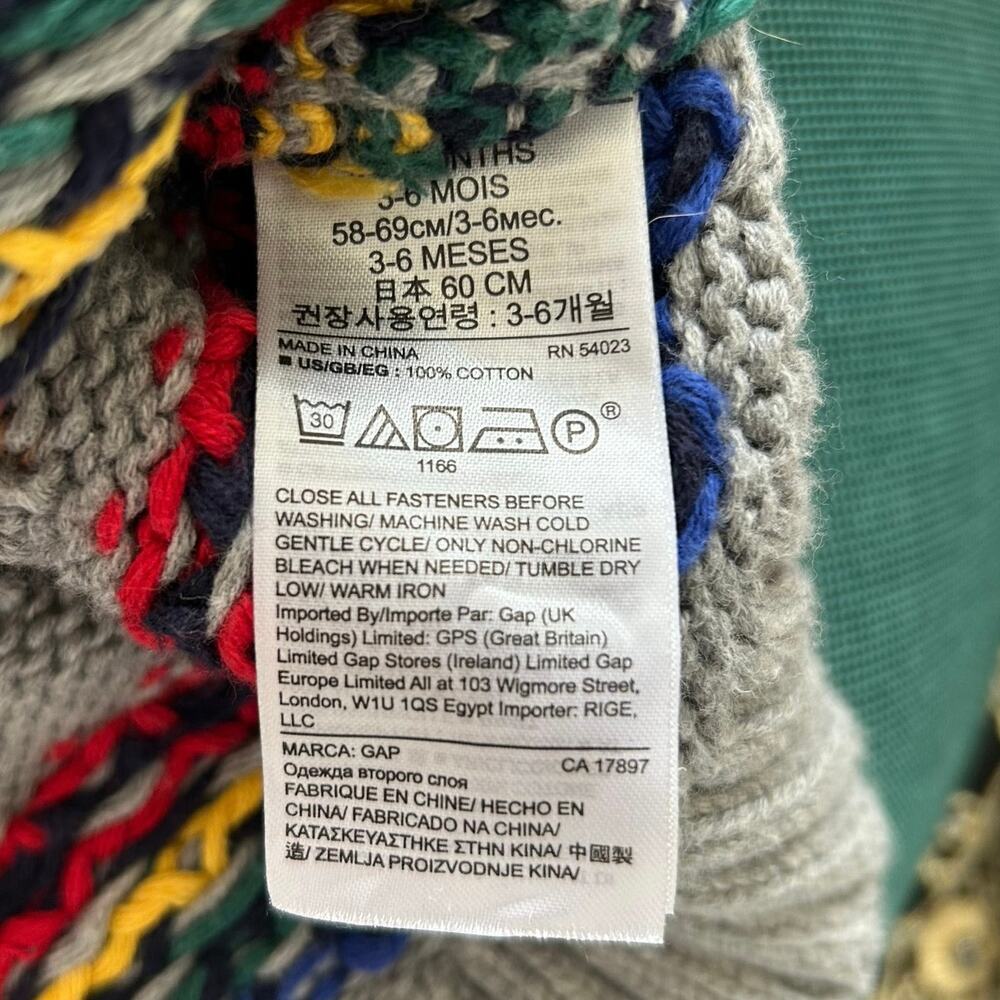 3-6 MOIS
58-69см/3-6мес.
3-6 MESES
日本 60 CM
권장사용연령 : 3-6개월
MADE IN CHINA RN 54023
US/GB/EG : 100% COTTON
30 P ®
1166
CLOSE ALL FASTENERS BEFORE
WASHING/ MACHINE WASH COLD
GENTLE CYCLE/ ONLY NON-CHLORINE
BLEACH WHEN NEEDED/ TUMBLE DRY
LOW/ WARM IRON
Imported By/Importe Par: Gap (UK
Holdings) Limited: GPS (Great Britain)
Limited Gap Stores (Ireland) Limited Gap
Europe Limited All at 103 Wigmore Street,
London, W1U 1QS Egypt Importer: RIGE,
LLC
MARCA: GAP CA 17897
Одежда второго слоя
FABRIQUE EN CHINE/ HECHO EN
CHINA/ FABRICADO NA CHINA/
ΚΑΤΑΣΚΕΥΑΣΤΗΚΕ ΣΤΗΝ ΚΙΝΑ/ 中國製
造/ ZEMLJA PROIZVODNJE KINA/